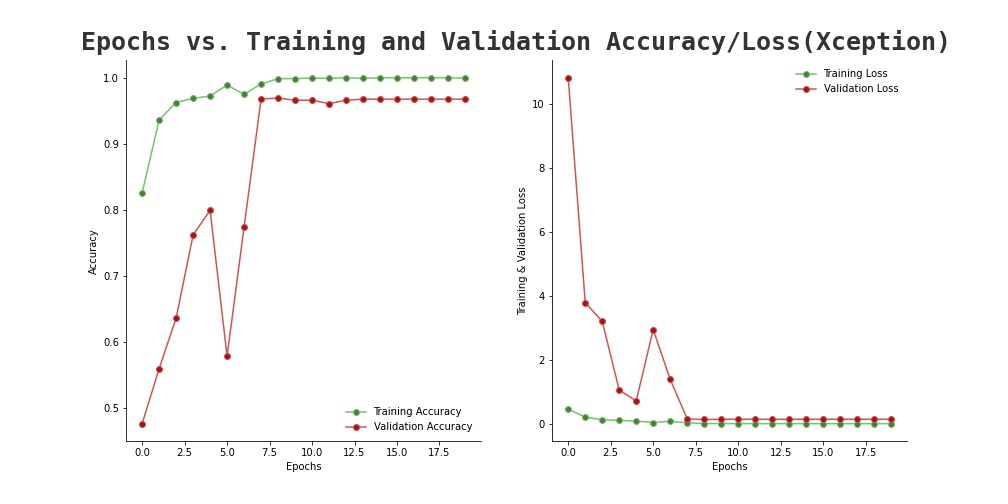 Epochs vs. Training and Validation Accuracy/Loss(Xception)
1.0
0.9
0.8
0.7
0.6
0.5
Accuracy
0.0 2.5 5.0 7.5 10.0 12.5 15.0 17.5
Epochs
Training Accuracy
Validation Accuracy
10
8
6
4
2
0
Training & Validation Loss
0.0 2.5 5.0 7.5 10.0 12.5 15.0 17.5
Epochs
Training Loss
Validation Loss